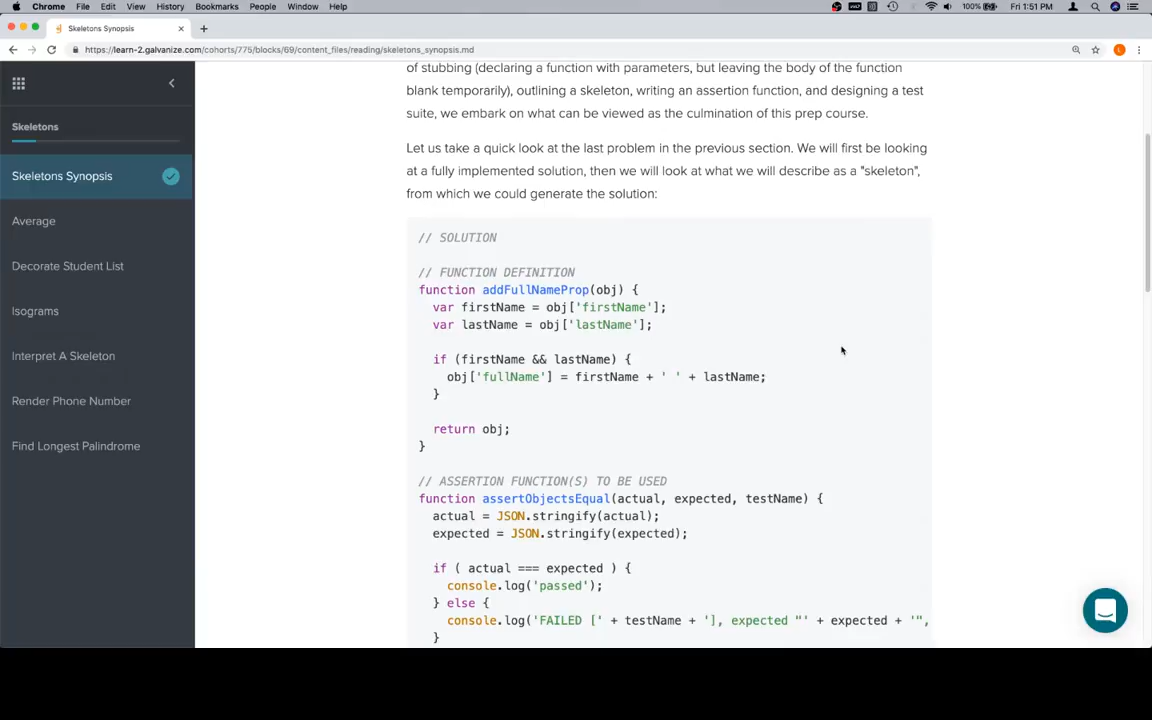 Chrome File Edit View History Bookmarks People Window Help 100% Fri 1:51 PM
Skeletons Synopsis
https://learn-2.galvanize.com/cohorts/775/blocks/69/content_files/reading/skeletons_synopsis.md
Skeletons
Skeletons Synopsis
Average
Decorate Student List
Isograms
Interpret A Skeleton
Render Phone Number
Find Longest Palindrome
of stubbing (declaring a function with parameters, but leaving the body of the function
blank temporarily), outlining a skeleton, writing an assertion function, and designing a test
suite, we embark on what can be viewed as the culmination of this prep course.
Let us take a quick look at the last problem in the previous section. We will first be looking
at a fully implemented solution, then we will look at what we will describe as a "skeleton",
from which we could generate the solution:
// SOLUTION
// FUNCTION DEFINITION
function addFullNameProp(obj) {
var firstName = obj['firstName'];
var lastName = obj['lastName'];
if (firstName && lastName) {
obj['fullName'] = firstName + ' ' + lastName;
}
return obj;
}
// ASSERTION FUNCTION(S) TO BE USED
function assertObjectsEqual(actual, expected, testName) {
actual = JSON.stringify(actual);
expected = JSON.stringify(expected);
if ( actual === expected ) {
console.log('passed');
} else {
console.log('FAILED [' + testName + '], expected "' + expected + '",
}